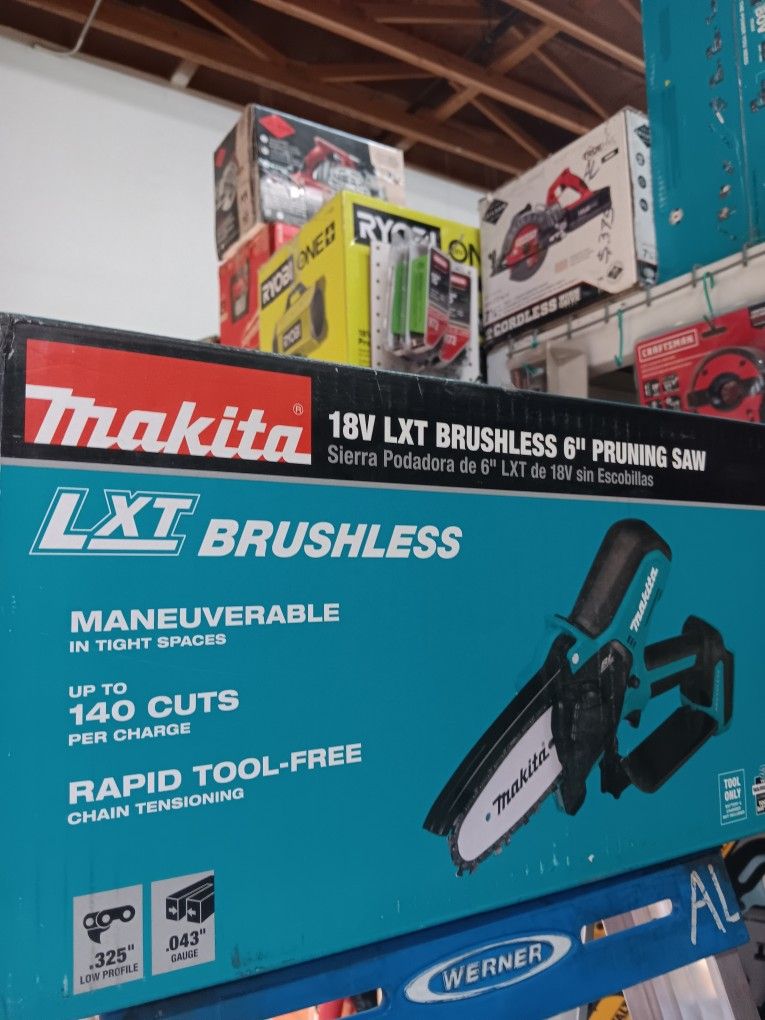 RYOBI
ONE+
RYOBI
ON
RYOBI
CORDLESS
CRAFTSMAN
makita®
18V LXT BRUSHLESS 6" PRUNING SAW
Sierra Podadora de 6" LXT de 18V sin Escobillas
LXT BRUSHLESS
MANEUVERABLE
IN TIGHT SPACES
UP TO
140 CUTS
PER CHARGE
RAPID TOOL-FREE
CHAIN TENSIONING
makita
makita
TOOL
ONLY
.325"
LOW PROFILE
.043"
GAUGE
WERNER
AL